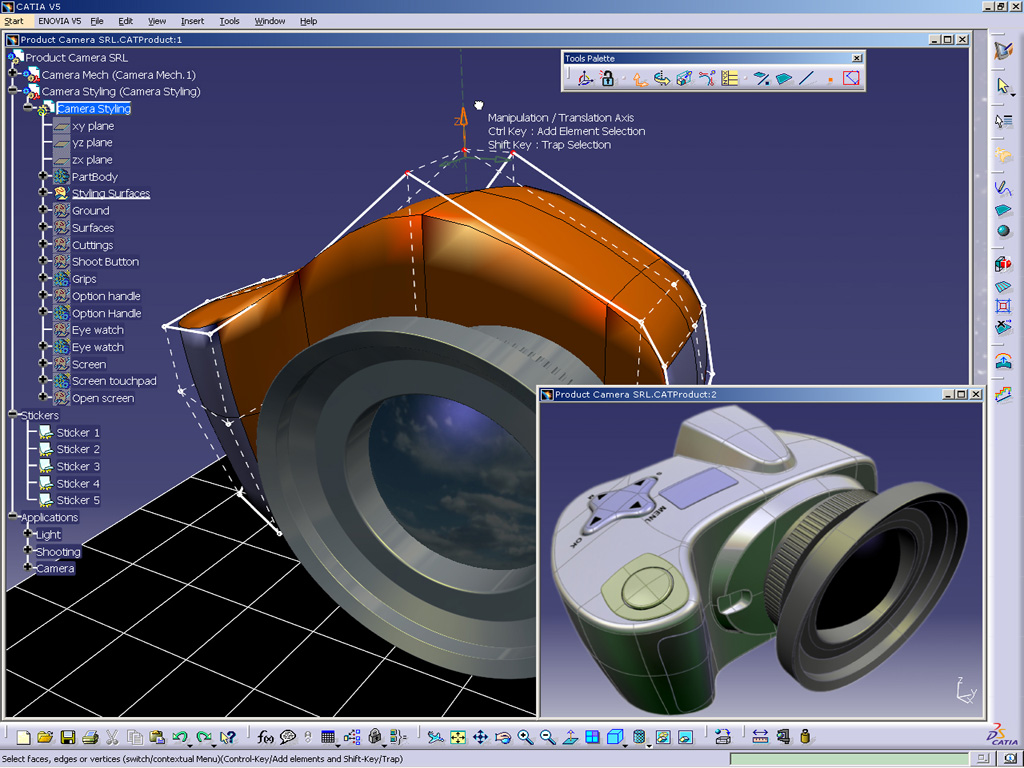 CATIA V5
Start ENOVIA V5 File Edit View Insert Tools Window Help
Product Camera SRL.CATProduct:1
Product Camera SRL
Camera Mech (Camera Mech.1)
Camera Styling (Camera Styling)
Camera Styling
xy plane
yz plane
zx plane
PartBody
Styling Surfaces
Ground
Surfaces
Cuttings
Shoot Button
Grips
Option handle
Option Handle
Eye watch
Eye watch
Screen
Screen touchpad
Open screen
Stickers
Sticker 1
Sticker 2
Sticker 3
Sticker 4
Sticker 5
Applications
Light
Shooting
Camera
Tools Palette
Z
Manipulation / Translation Axis
Ctrl Key : Add Element Selection
Shift Key : Trap Selection
Product Camera SRL.CATProduct:2
MENU
OK
z
y
x
f(x)
DS CATIA
Select faces, edges or vertices (switch/contextual Menu)(Control-Key/Add elements and Shift-Key/Trap)